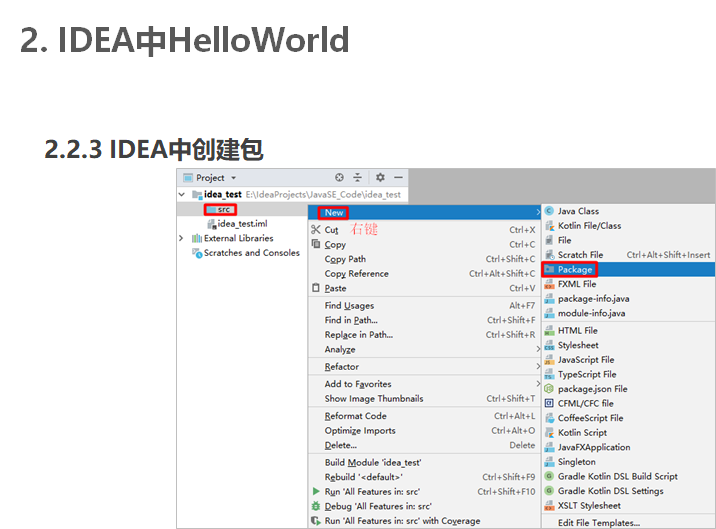 2. IDEA中HelloWorld
2.2.3 IDEA中创建包
Project
idea_test E:\IdeaProjects\JavaSE_Code\idea_test
src
idea_test.iml
External Libraries
Scratches and Consoles
New
右键
Cut Ctrl+X
Copy Ctrl+C
Copy Path Ctrl+Shift+C
Copy Reference Ctrl+Alt+Shift+C
Paste Ctrl+V
Find Usages Alt+F7
Find in Path... Ctrl+Shift+F
Replace in Path... Ctrl+Shift+R
Analyze
Refactor
Add to Favorites
Show Image Thumbnails Ctrl+Shift+T
Reformat Code Ctrl+Alt+L
Optimize Imports Ctrl+Alt+O
Delete... Delete
Build Module 'idea_test'
Rebuild '<default>' Ctrl+Shift+F9
Run 'All Features in: src' Ctrl+Shift+F10
Debug 'All Features in: src'
Run 'All Features in: src' with Coverage
Java Class
Kotlin File/Class
File
Scratch File Ctrl+Alt+Shift+Insert
Package
FXML File
package-info.java
module-info.java
HTML File
Stylesheet
JavaScript File
TypeScript File
package.json File
CFML/CFC file
CoffeeScript File
Kotlin Script
JavaFXApplication
Singleton
Gradle Kotlin DSL Build Script
Gradle Kotlin DSL Settings
XSLT Stylesheet
Edit File Templates...